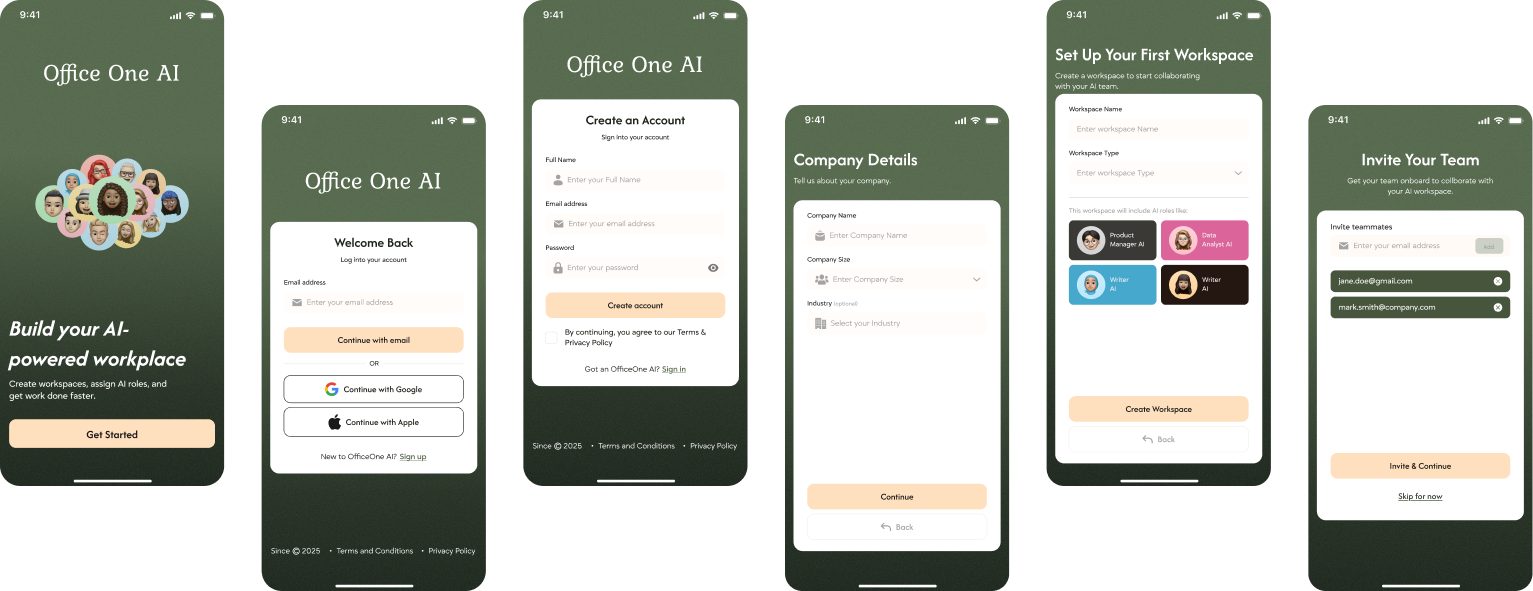 9:41
Office One AI
Build your AI-
powered workplace
Create workspaces, assign AI roles, and
get work done faster.
Get Started
9:41
Office One AI
Welcome Back
Log into your account
Email address
Enter your email address
Continue with email
OR
Continue with Google
Continue with Apple
New to OfficeOne AI? Sign up
Since © 2025 • Terms and Conditions • Privacy Policy
9:41
Office One AI
Create an Account
Sign into your account
Full Name
Enter your Full Name
Email address
Enter your email address
Password
Enter your password
Create account
By continuing, you agree to our Terms &
Privacy Policy
Got an OfficeOne AI? Sign in
Since © 2025 • Terms and Conditions • Privacy Policy
9:41
Company Details
Tell us about your company.
Company Name
Enter Company Name
Company Size
Enter Company Size
Industry (optional)
Select your Industry
Continue
Back
9:41
Set Up Your First Workspace
Create a workspace to start collaborating
with your AI team.
Workspace Name
Enter workspace Name
Workspace Type
Enter workspace Type
This workspace will include AI roles like:
Product
Manager AI
Data
Analyst AI
Writer
AI
Writer
AI
Create Workspace
Back
9:41
Invite Your Team
Get your team onboard to collborate with
your AI workspace.
Invite teammates
Enter your email address
Add
jane.doe@gmail.com
mark.smith@company.com
Invite & Continue
Skip for now